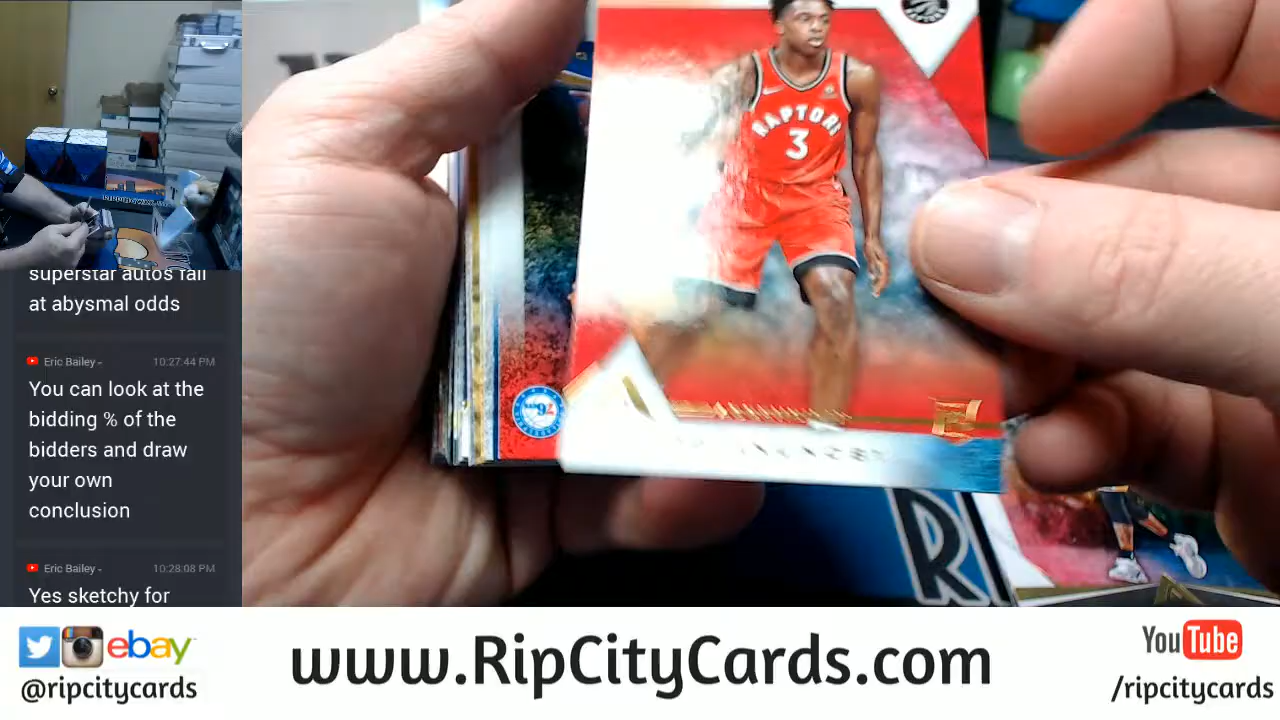 superstar autos fall
at abysmal odds
Eric Bailey - 10:27:44 PM
You can look at the
bidding % of the
bidders and draw
your own
conclusion
Eric Bailey - 10:28:08 PM
Yes sketchy for
RAPTORS
3
ebay
@ripcitycards
www.RipCityCards.com
YouTube
/ripcitycards